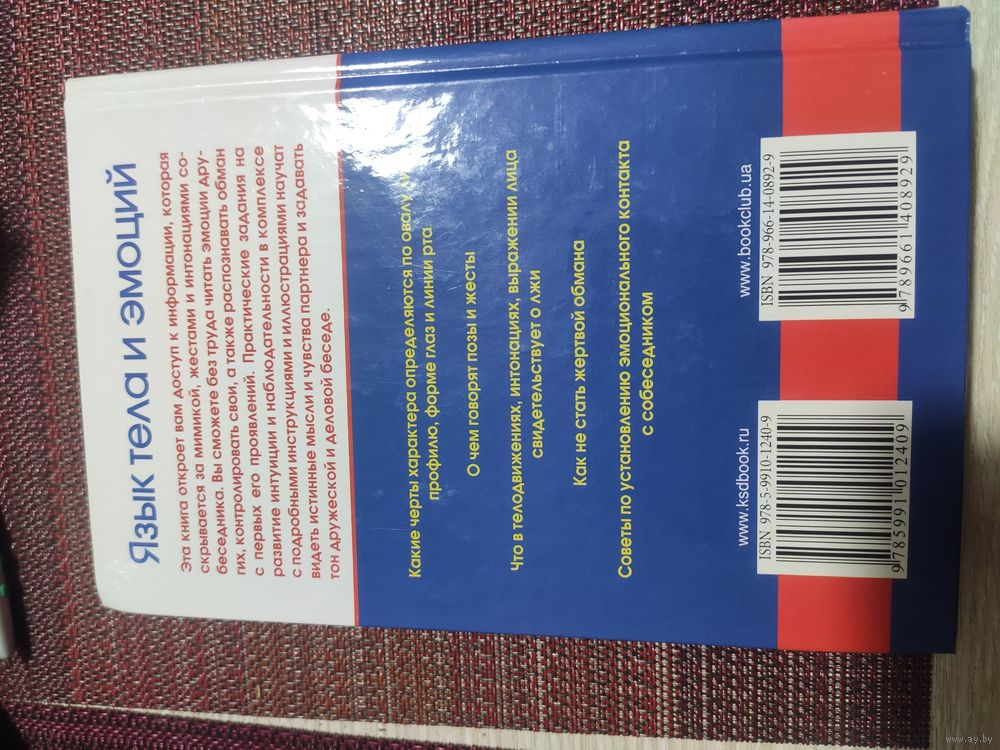 Язык тела и эмоций
Эта книга откроет вам доступ к информации, которая
скрывается за мимикой, жестами и интонациями со-
беседника. Вы сможете без труда читать эмоции дру-
гих, контролировать свои, а также распознавать обман
с первых его проявлений. Практические задания на
развитие интуиции и наблюдательности в комплексе
с подробными инструкциями и иллюстрациями научат
видеть истинные мысли и чувства партнера и задавать
тон дружеской и деловой беседе.
Какие черты характера определяются по овалу и
профилю, форме глаз и линии рта
О чем говорят позы и жесты
Что в телодвижениях, интонациях, выражении лица
свидетельствует о лжи
Как не стать жертвой обмана
Советы по установлению эмоционального контакта
с собеседником
www.ksdbook.ru
ISBN 978-5-9910-1240-9
9 785991 012409
www.bookclub.ua
ISBN 978-966-14-0892-9
9 789661 408929
www.ay.by